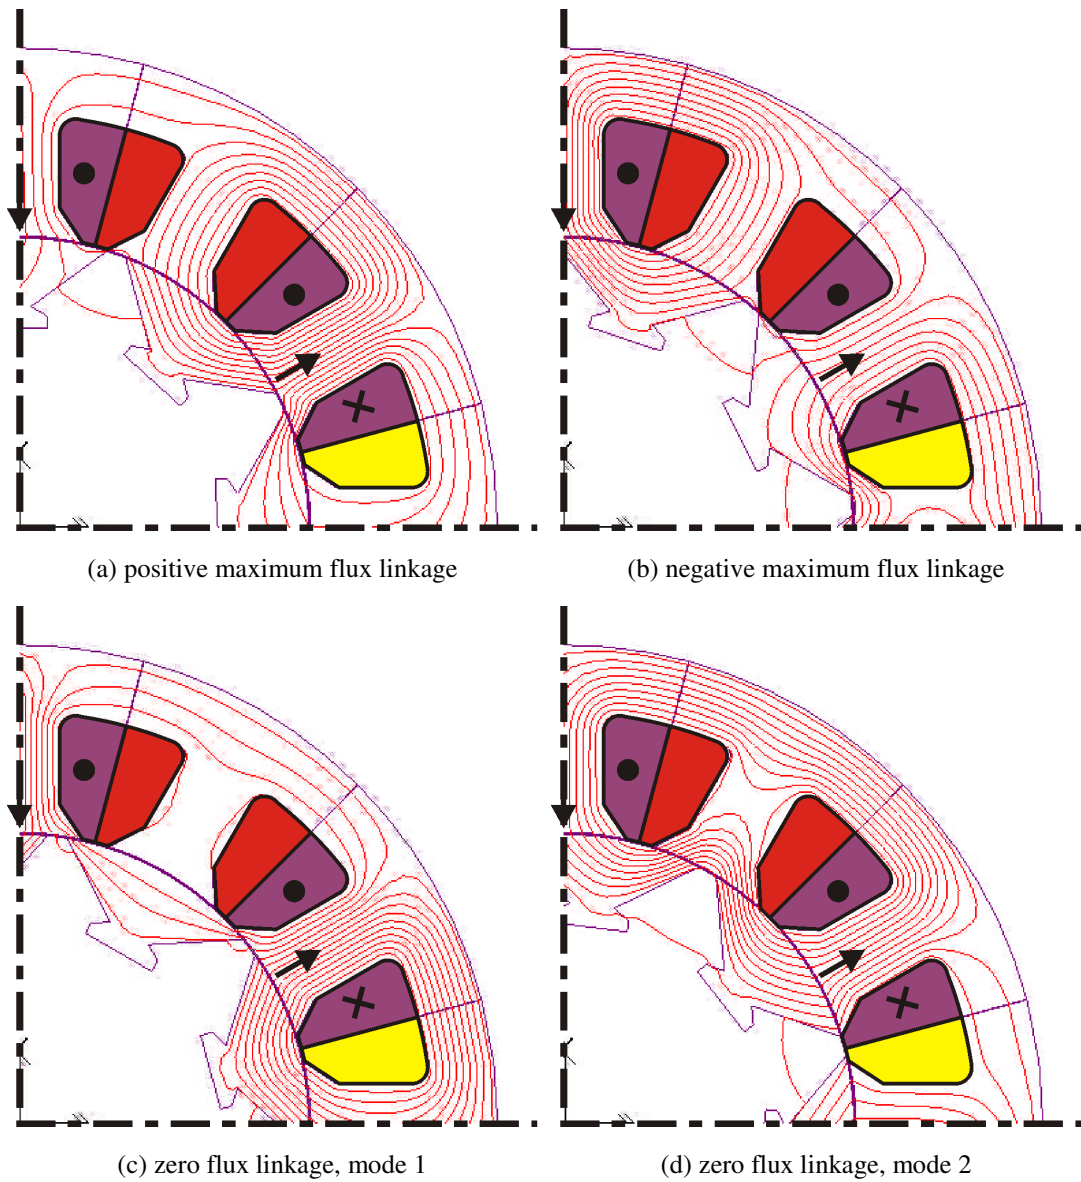 (a) positive maximum flux linkage
(b) negative maximum flux linkage
(c) zero flux linkage, mode 1
(d) zero flux linkage, mode 2